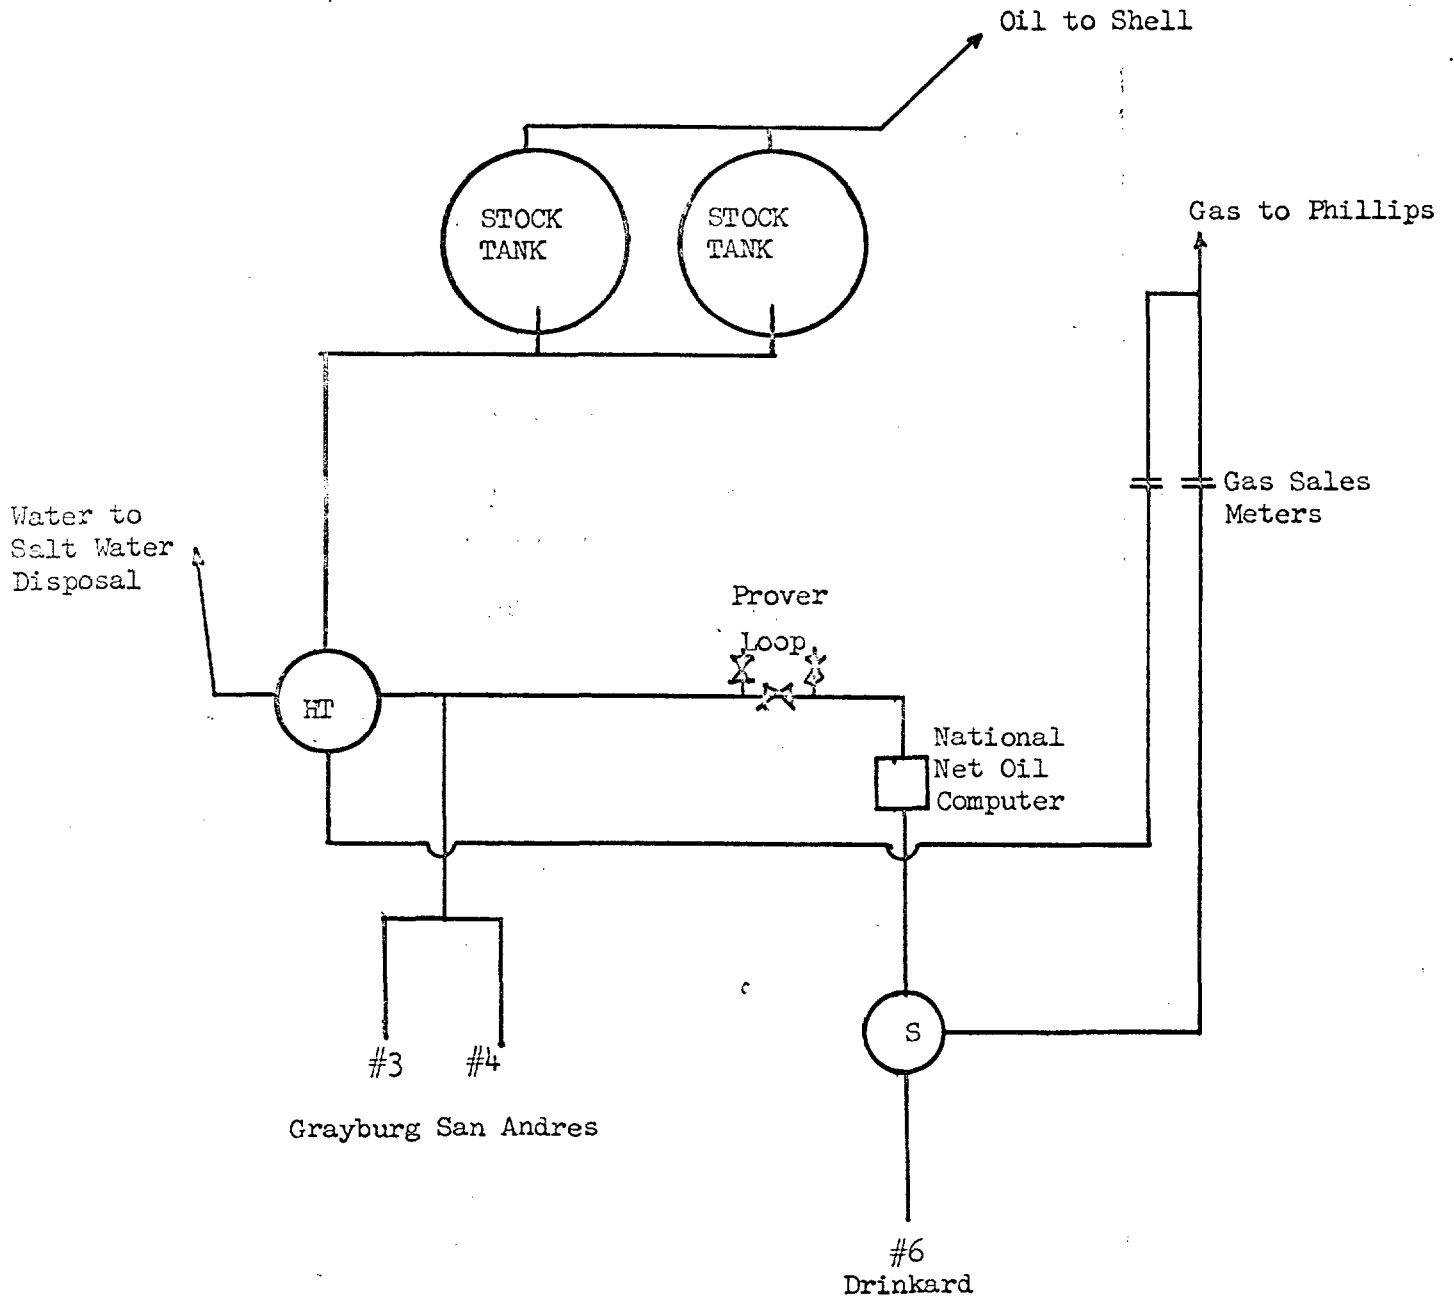 Oil to Shell
STOCK
TANK
STOCK
TANK
Gas to Phillips
Gas Sales
Meters
Water to
Salt Water
Disposal
Prover
Loop
HT
National
Net Oil
Computer
#3
#4
Grayburg San Andres
S
#6
Drinkard